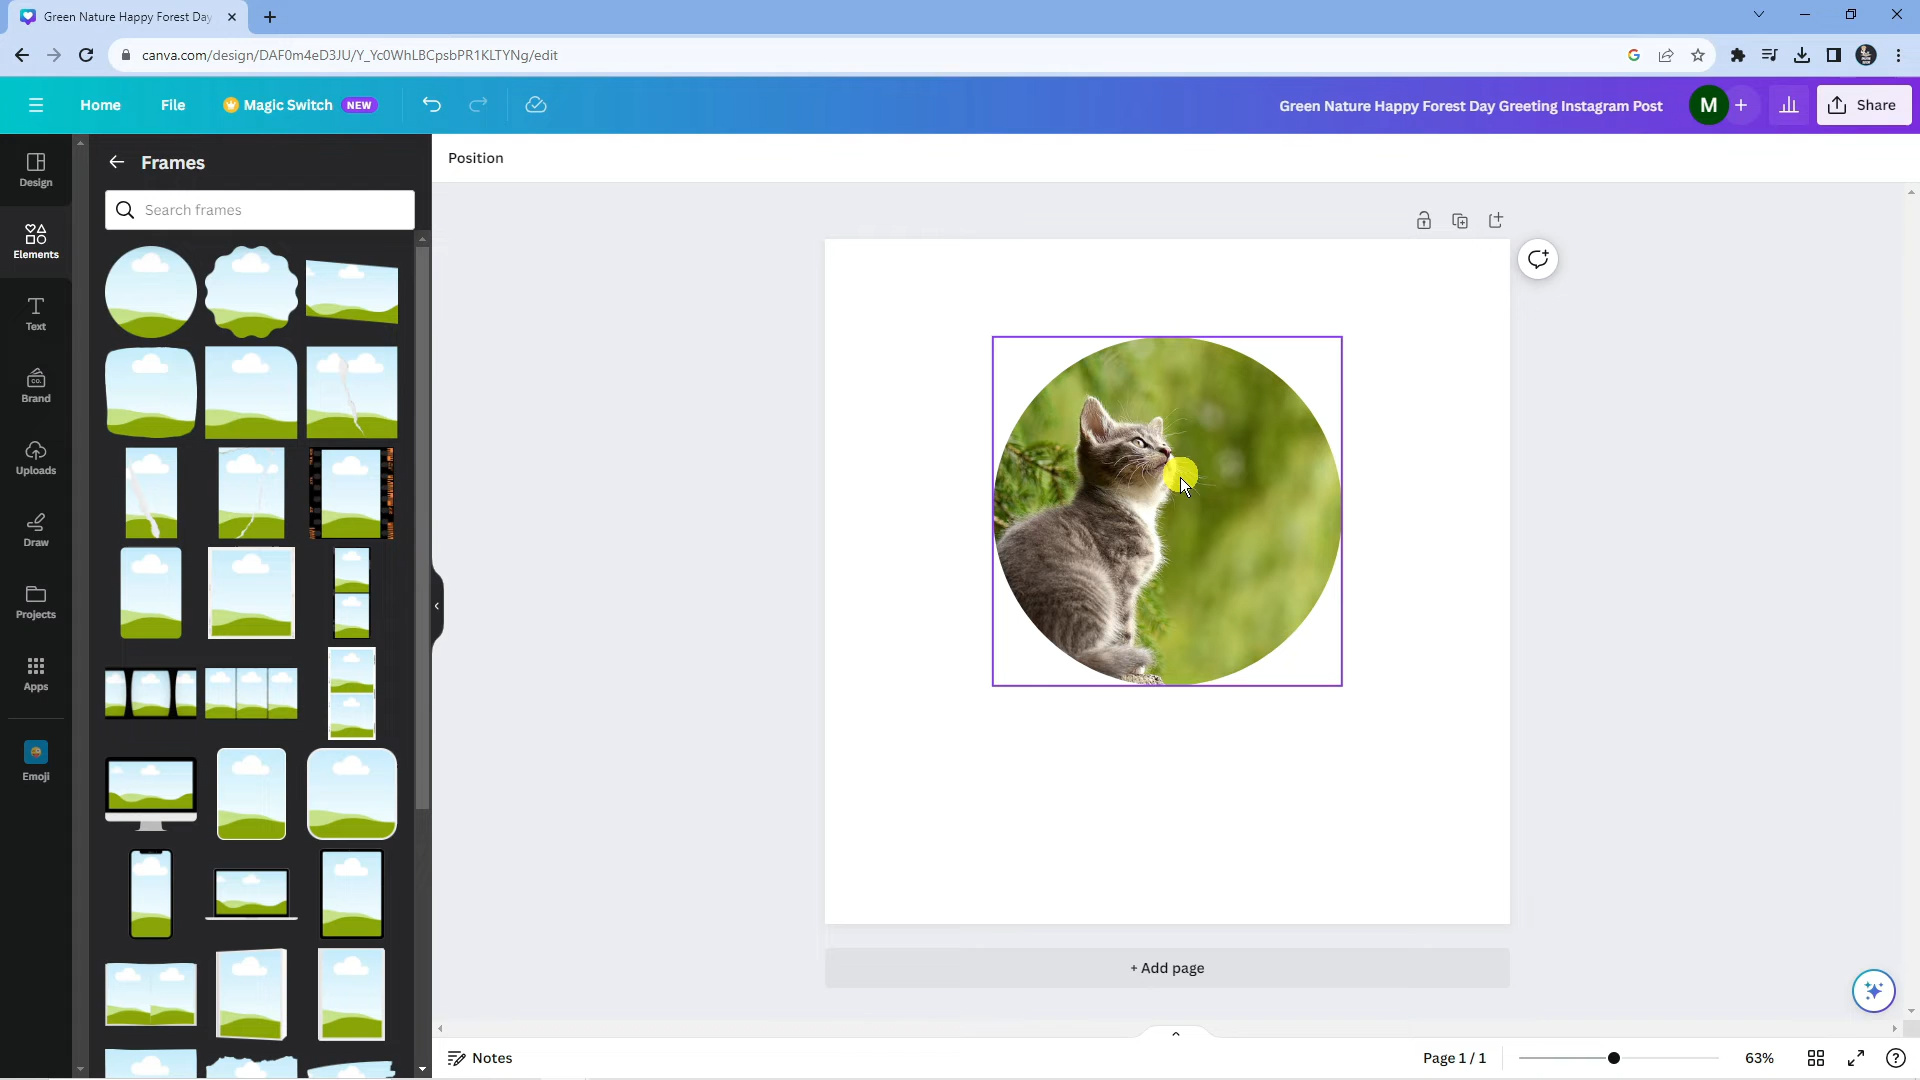 Green Nature Happy Forest Day
canva.com/design/DAF0m4eD3JU/Y_Yc0WhLBCpsbPR1KLTYNg/edit
Home
File
Magic Switch NEW
Green Nature Happy Forest Day Greeting Instagram Post
M
Share
Design
Elements
Text
CO.
Brand
Uploads
Draw
Projects
Apps
Emoji
Frames
Search frames
Position
+ Add page
Notes
Page 1 / 1
63%